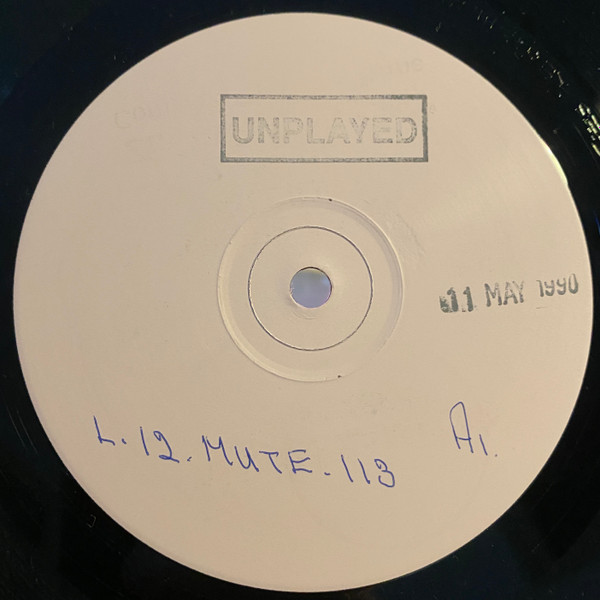 UNPLAYED
11 MAY 1990
L.12.MUTE.113
A1.